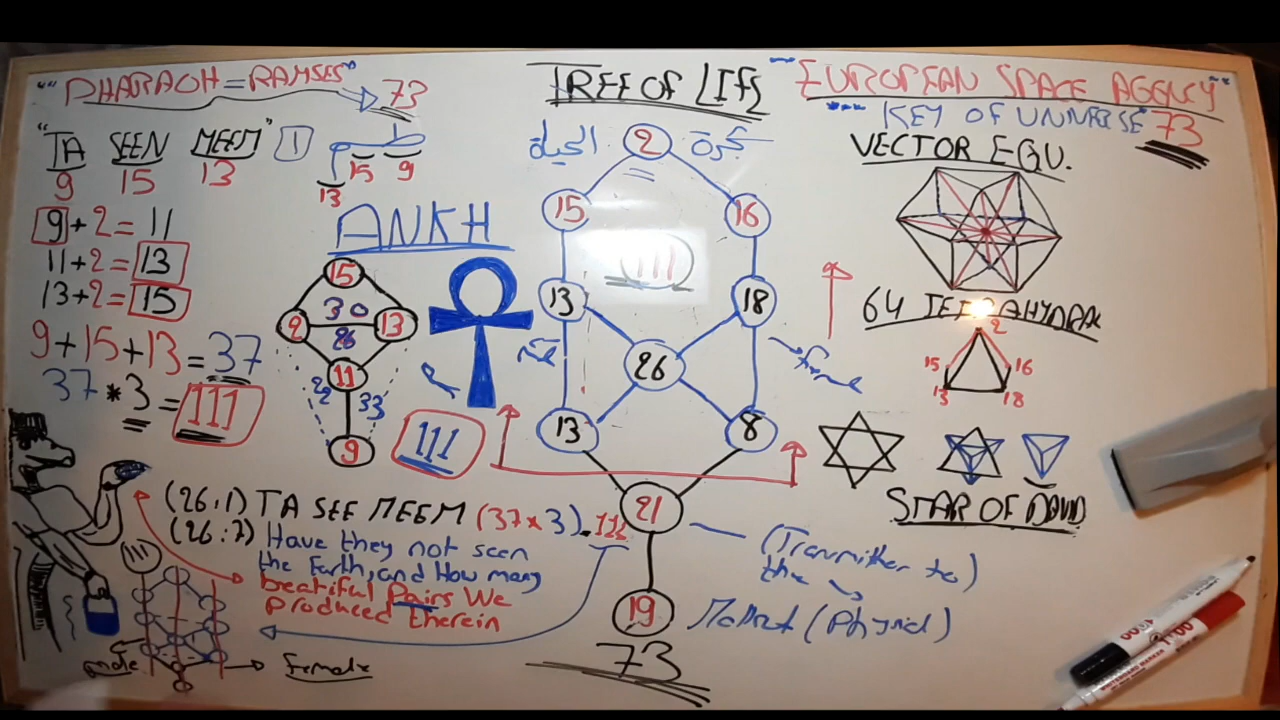 ""PHARAOH = RAMSES"" 73
"TA SEEN MEEM" 1
9 15 13
13 15 9
9+2=11
11+2=13
13+2=15
9+15+13=37
37*3=111
ANKH
15
30
9 13
26
11
22 33
9
111
TREE OF LIFE
2
15 16
111
13 18
26
13 8
21
19
73
(Transmitter to)
the
(Physical)
"EUROPEAN SPACE AGENCY"
KEY OF UNIVERSE" 73
VECTOR EQU.
64
2
15 16
13 18
STAR OF DAVID
(26:1) TA SEE MEEM (37x3)
(26:7) Have they not seen
the Earth, and How many
beatiful Pairs We
Produced therein
111
male Female